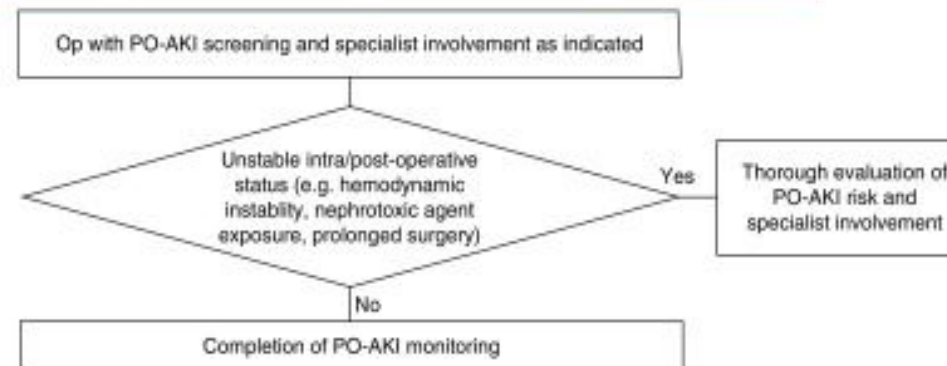 Op with PO-AKI screening and specialist involvement as indicated
Unstable intra/post-operative
status (e.g. hemodynamic
instablity, nephrotoxic agent
exposure, prolonged surgery)
Yes
Thorough evaluation of
PO-AKI risk and
specialist involvement
No
Completion of PO-AKI monitoring